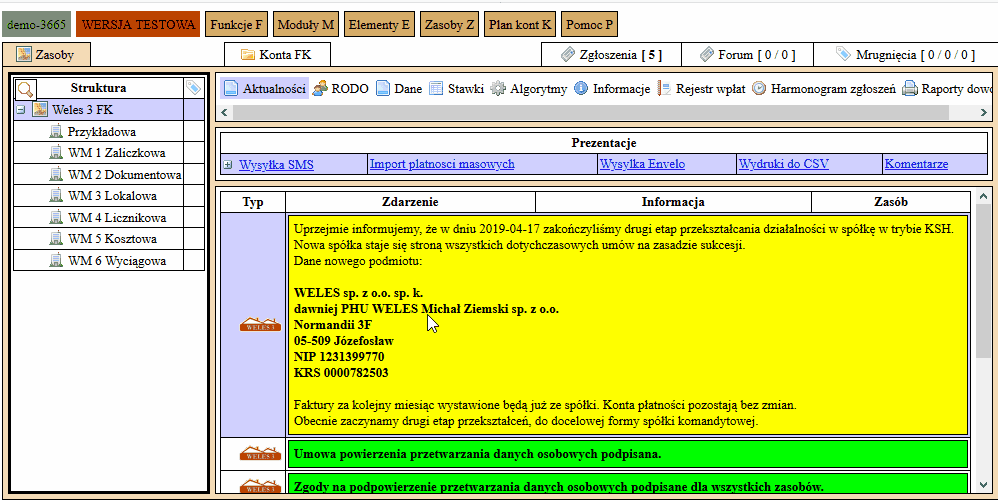 demo-3665 WERSJA TESTOWA Funkcje F Moduły M Elementy E Zasoby Z Plan kont K Pomoc P
Zasoby Konta FK Zgłoszenia [ 5 ] Forum [ 0 / 0 ] Mrugnięcia [ 0 / 0 / 0 ]
Struktura
Weles 3 FK
Przykładowa
WM 1 Zaliczkowa
WM 2 Dokumentowa
WM 3 Lokalowa
WM 4 Licznikowa
WM 5 Kosztowa
WM 6 Wyciągowa
Aktualności RODO Dane Stawki Algorytmy Informacje Rejestr wpłat Harmonogram zgłoszeń Raporty dowo
Prezentacje
Wysyłka SMS Import platnosci masowych Wysylka Envelo Wydruki do CSV Komentarze
Typ Zdarzenie Informacja Zasób
Uprzejmie informujemy, że w dniu 2019-04-17 zakończyliśmy drugi etap przekształcania działalności w spółkę w trybie KSH.
Nowa spółka staje się stroną wszystkich dotychczasowych umów na zasadzie sukcesji.
Dane nowego podmiotu:
WELES sp. z o.o. sp. k.
dawniej PHU WELES Michał Ziemski sp. z o.o.
Normandii 3F
05-509 Józefosław
NIP 1231399770
KRS 0000782503
Faktury za kolejny miesiąc wystawione będą już ze spółki. Konta płatności pozostają bez zmian.
Obecnie zaczynamy drugi etap przekształceń, do docelowej formy spółki komandytowej.
WELES 3
WELES 3
Umowa powierzenia przetwarzania danych osobowych podpisana.
WELES 3
Zgody na podpowierzenie przetwarzania danych osobowych podpisane dla wszystkich zasobów.